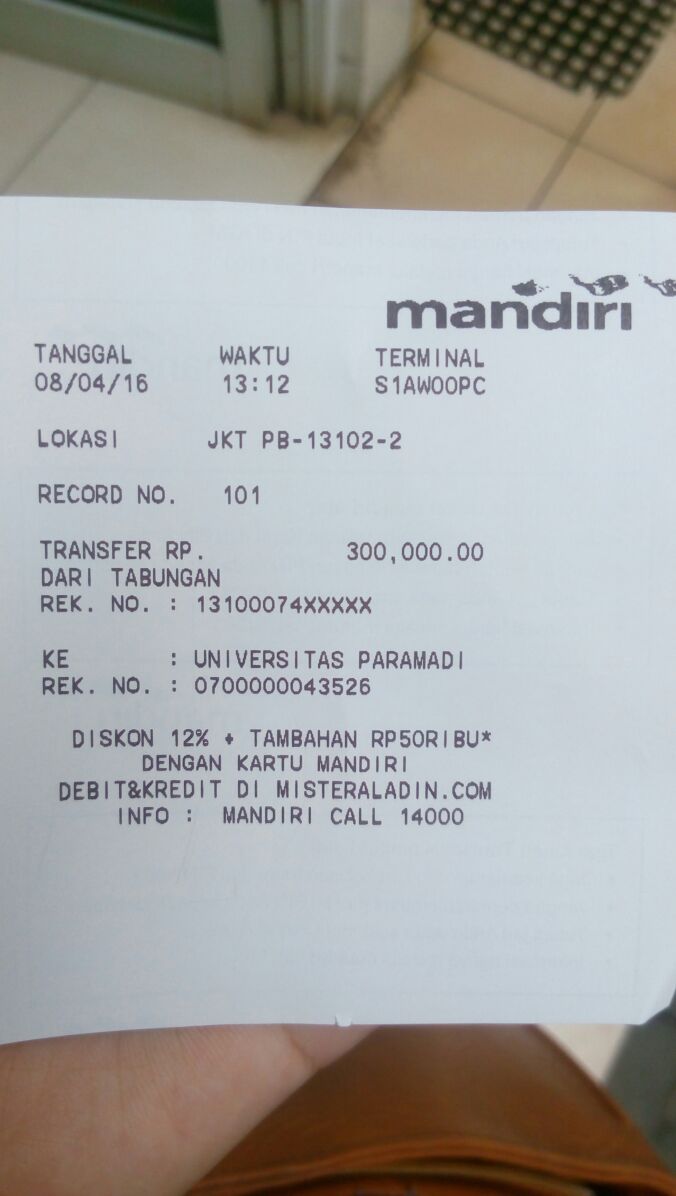 mandiri
TANGGAL WAKTU TERMINAL
08/04/16 13:12 S1AW00PC
LOKASI JKT PB-13102-2
RECORD NO. 101
TRANSFER RP. 300,000.00
DARI TABUNGAN
REK. NO. : 13100074XXXXX
KE : UNIVERSITAS PARAMADI
REK. NO. : 0700000043526
DISKON 12% + TAMBAHAN RP50RIBU*
DENGAN KARTU MANDIRI
DEBIT&KREDIT DI MISTERALADIN.COM
INFO : MANDIRI CALL 14000